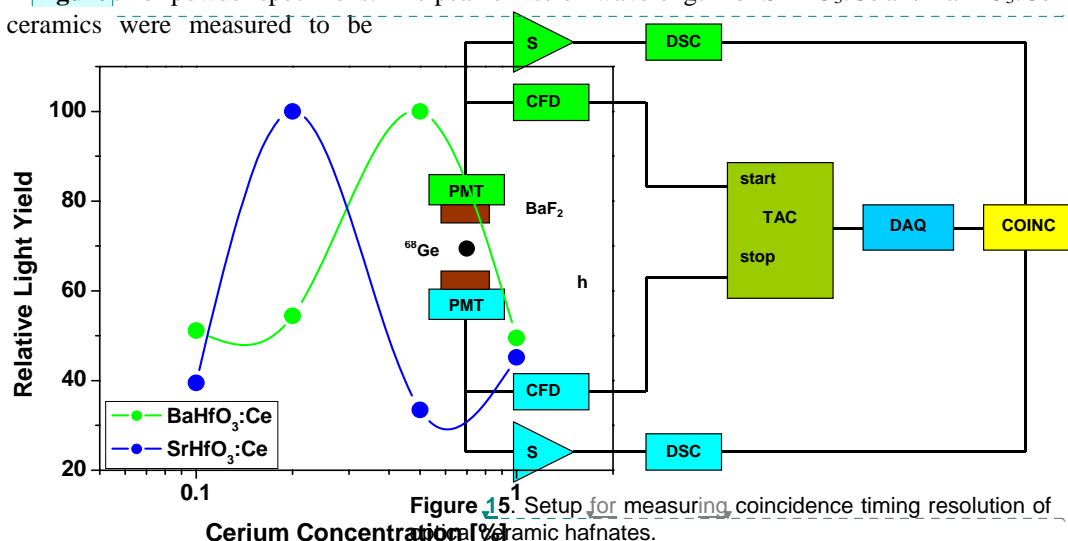 ceramics were measured to be
S
DSC
CFD
PMT
BaF2
68Ge
h
PMT
start
TAC
stop
DAQ
COINC
CFD
S
DSC
Relative Light Yield
100
80
60
40
20
0.1
1
BaHfO3:Ce
SrHfO3:Ce
Cerium Concentration [%]
Figure 15. Setup for measuring coincidence timing resolution of
ceramic hafnates.